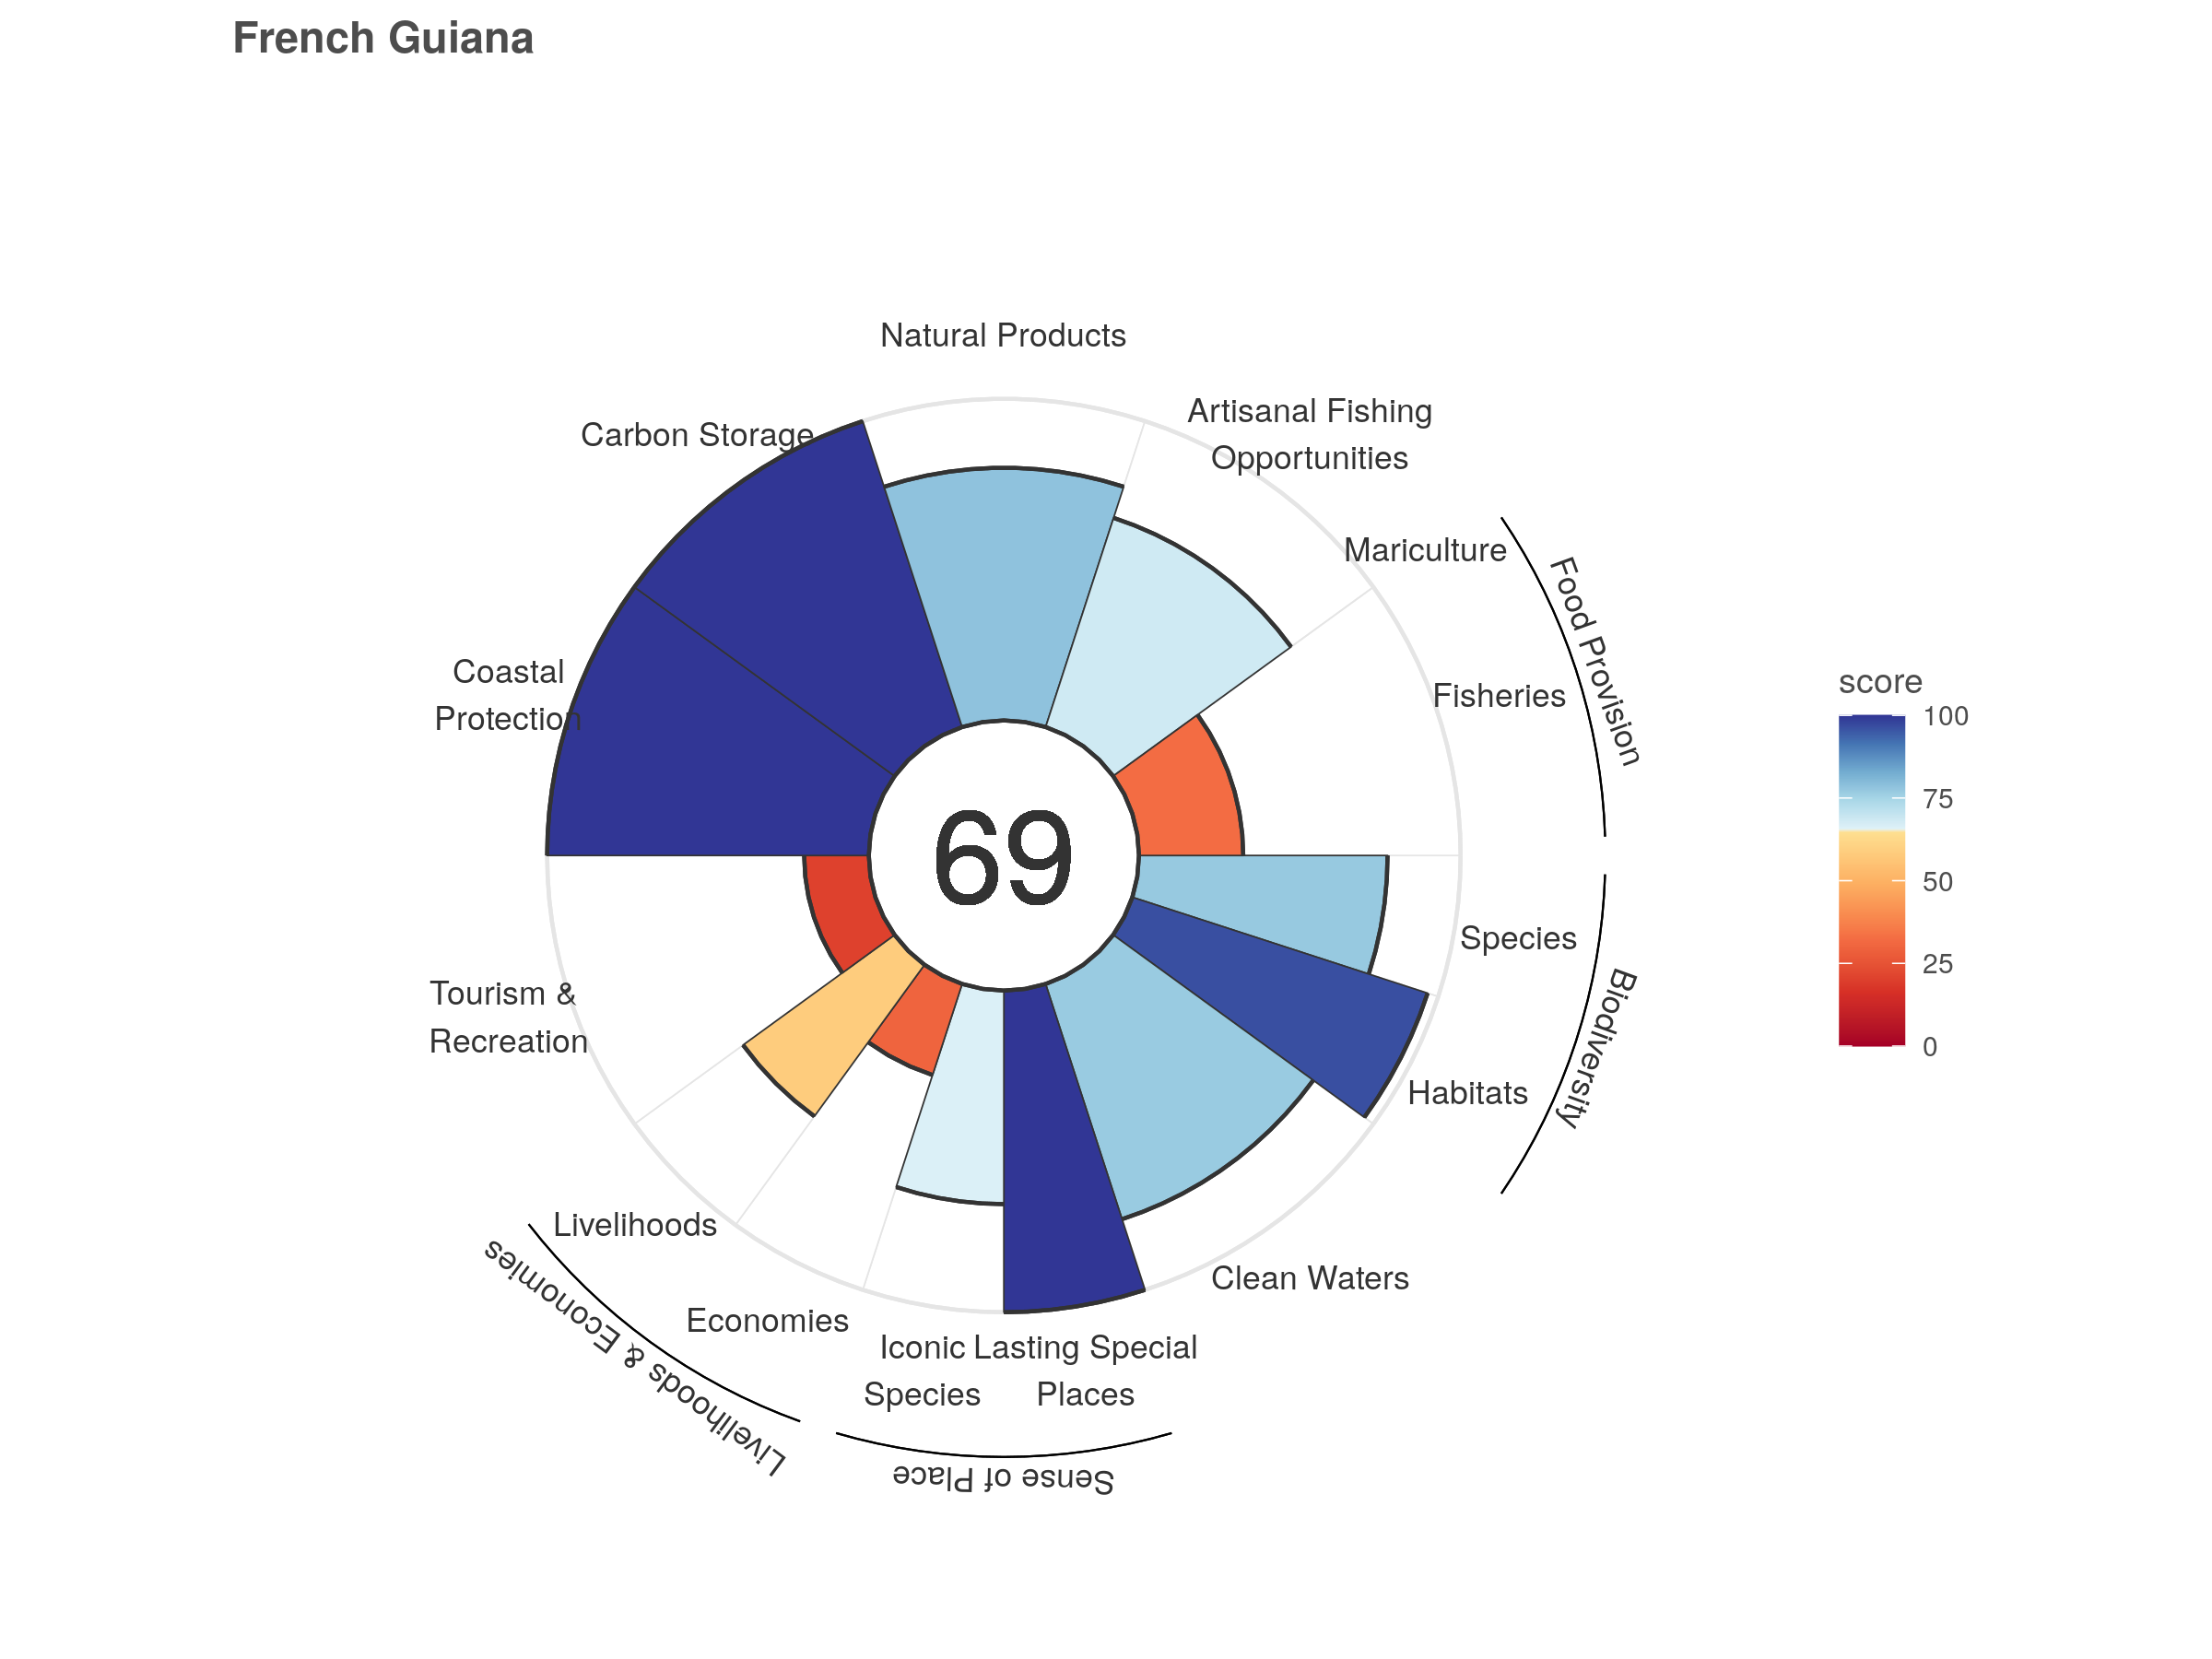 French Guiana
Natural Products
Artisanal Fishing
Opportunities
Carbon Storage
Mariculture
Food Provision
Fisheries
Coastal
Protection
score
100
75
50
25
0
69
Species
Biodiversity
Habitats
Tourism &
Recreation
Livelihoods
Livelihoods & Economies
Economies
Clean Waters
Iconic
Species
Lasting Special
Places
Sense of Place